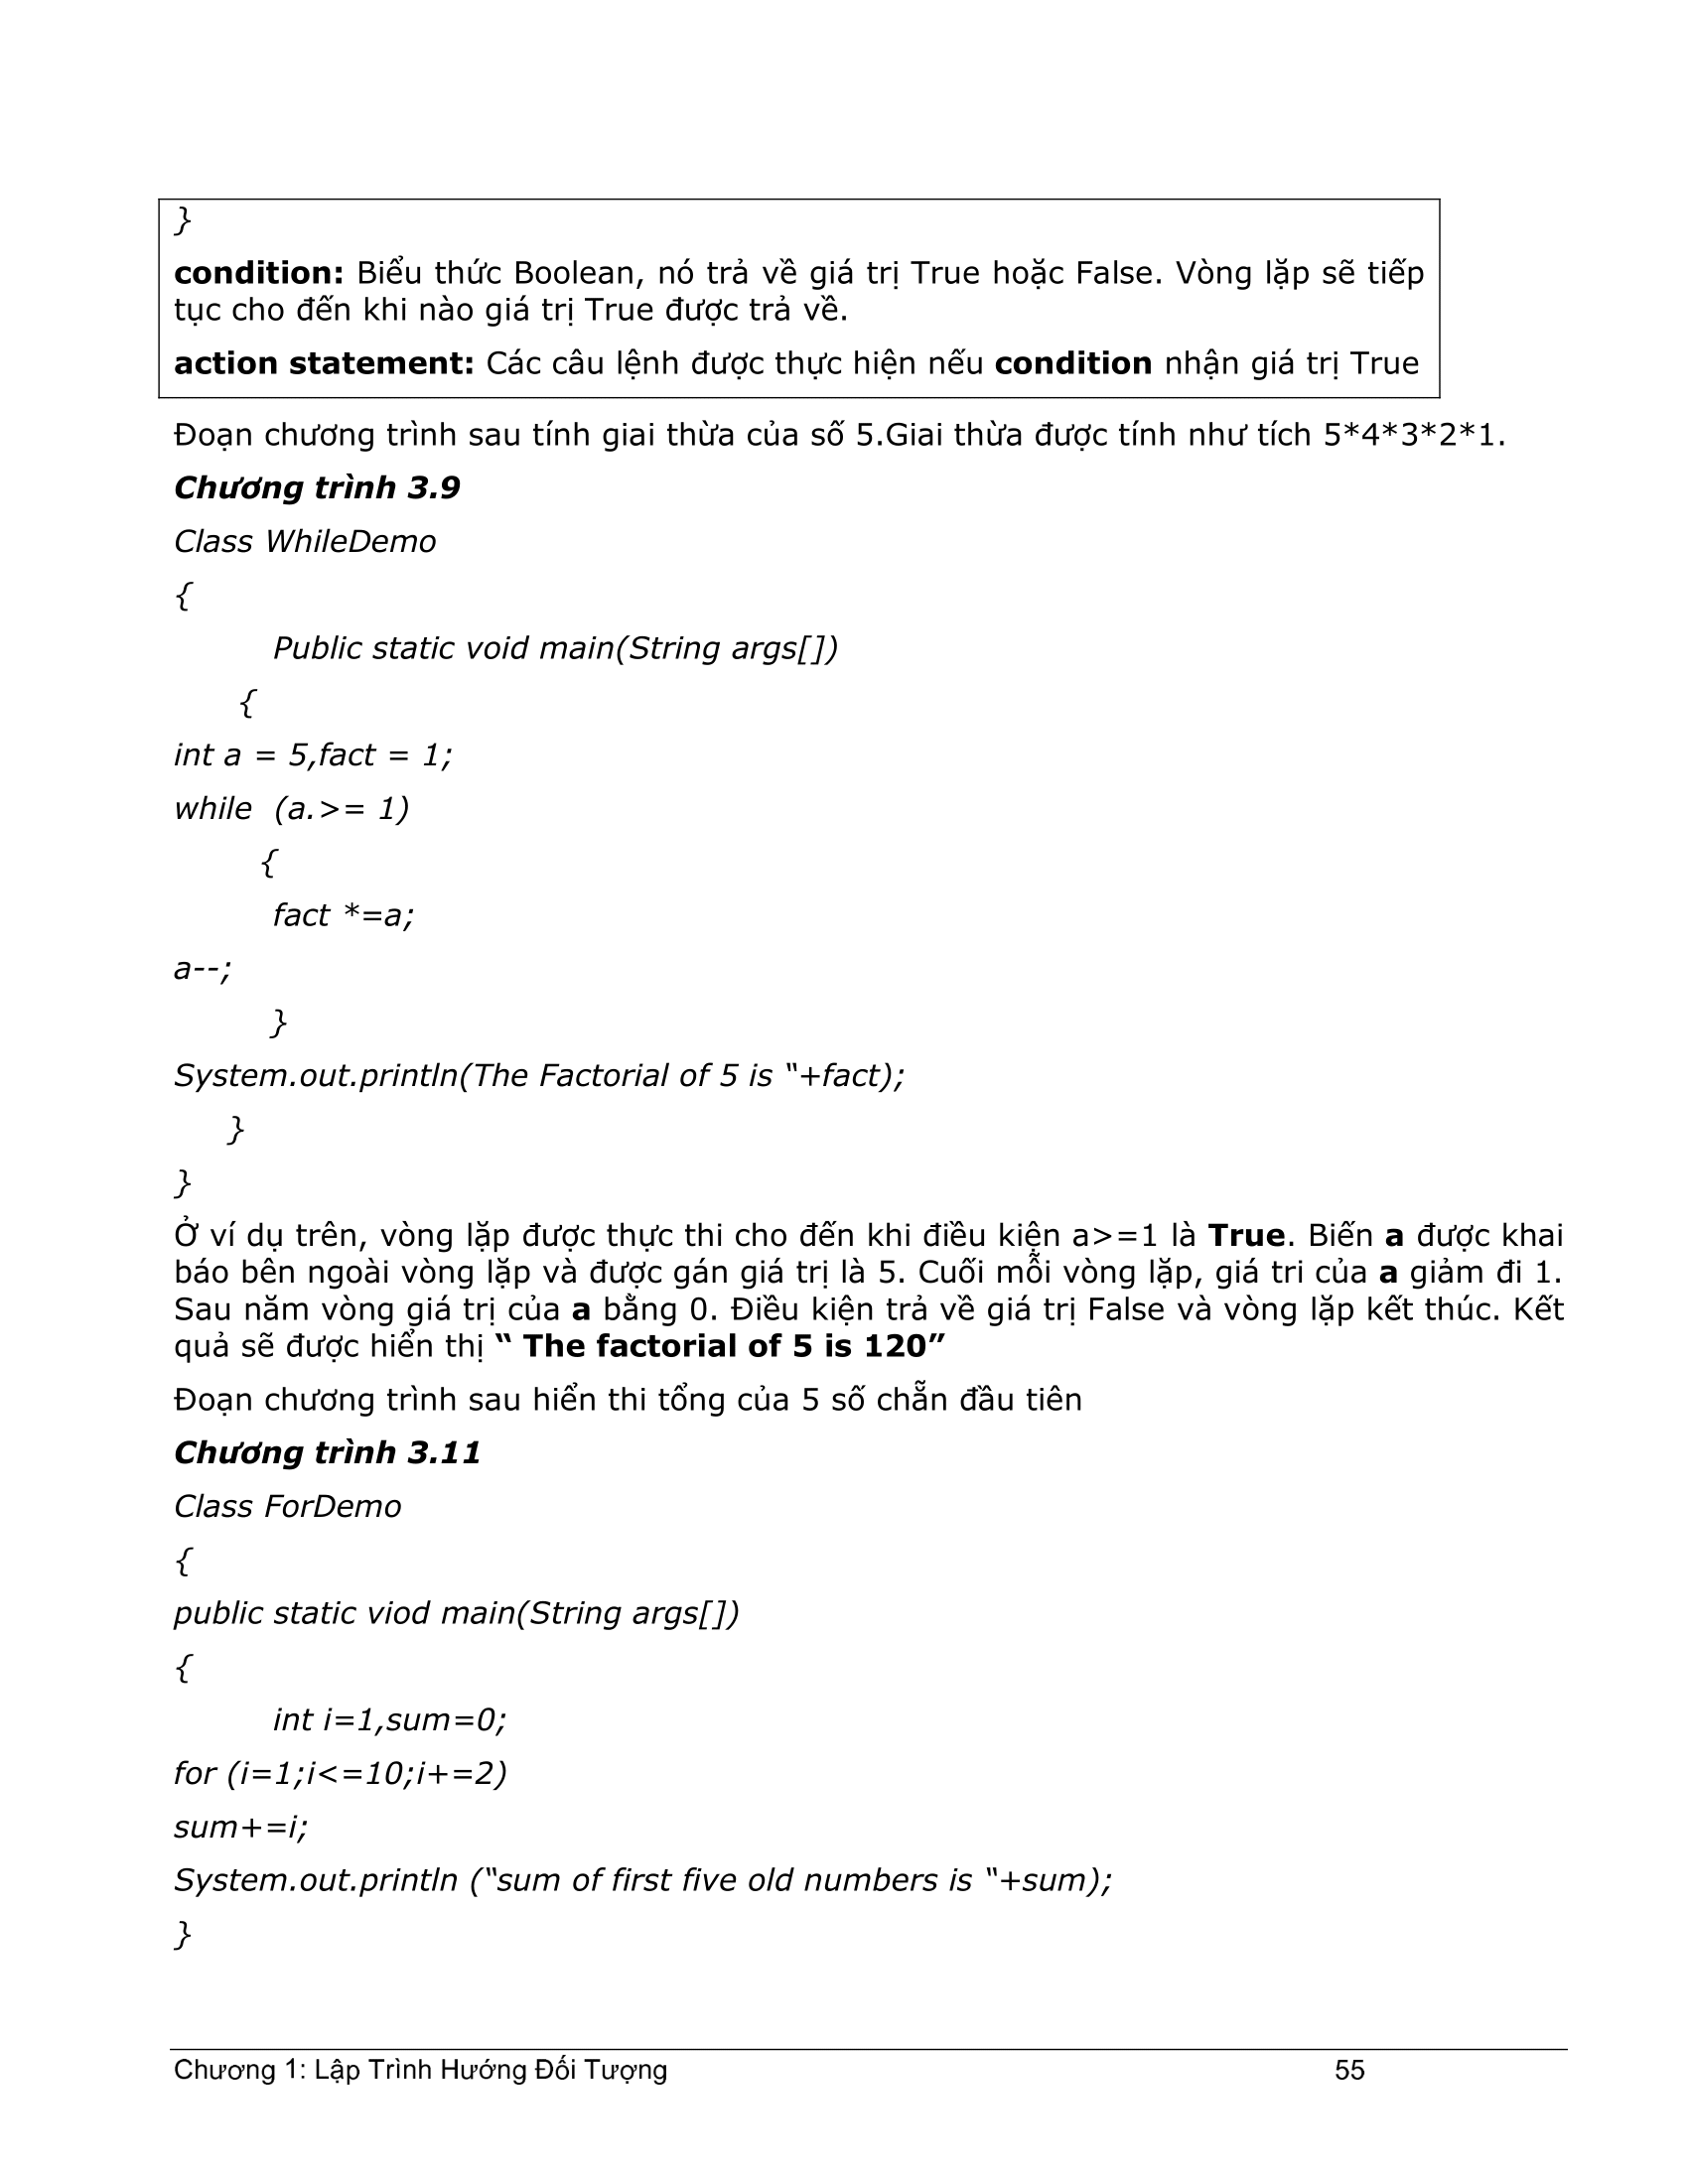 }
condition: Biểu thức Boolean, nó trả về giá trị True hoặc False. Vòng lặp sẽ tiếp
tục cho đến khi nào giá trị True được trả về.
action statement: Các câu lệnh được thực hiện nếu condition nhận giá trị True
Đoạn chương trình sau tính giai thừa của số 5.Giai thừa được tính như tích 5*4*3*2*1.
Chương trình 3.9
Class WhileDemo
{
Public static void main(String args[])
{
int a = 5,fact = 1;
while (a.>= 1)
{
fact *=a;
a--;
}
System.out.println(The Factorial of 5 is “+fact);
}
}
Ở ví dụ trên, vòng lặp được thực thi cho đến khi điều kiện a>=1 là True. Biến a được khai
báo bên ngoài vòng lặp và được gán giá trị là 5. Cuối mỗi vòng lặp, giá tri của a giảm đi 1.
Sau năm vòng giá trị của a bằng 0. Điều kiện trả về giá trị False và vòng lặp kết thúc. Kết
quả sẽ được hiển thị “ The factorial of 5 is 120”
Đoạn chương trình sau hiển thi tổng của 5 số chẵn đầu tiên
Chương trình 3.11
Class ForDemo
{
public static viod main(String args[])
{
int i=1,sum=0;
for (i=1;i<=10;i+=2)
sum+=i;
System.out.println (“sum of first five old numbers is “+sum);
}
Chương 1: Lập Trình Hướng Đối Tượng 55